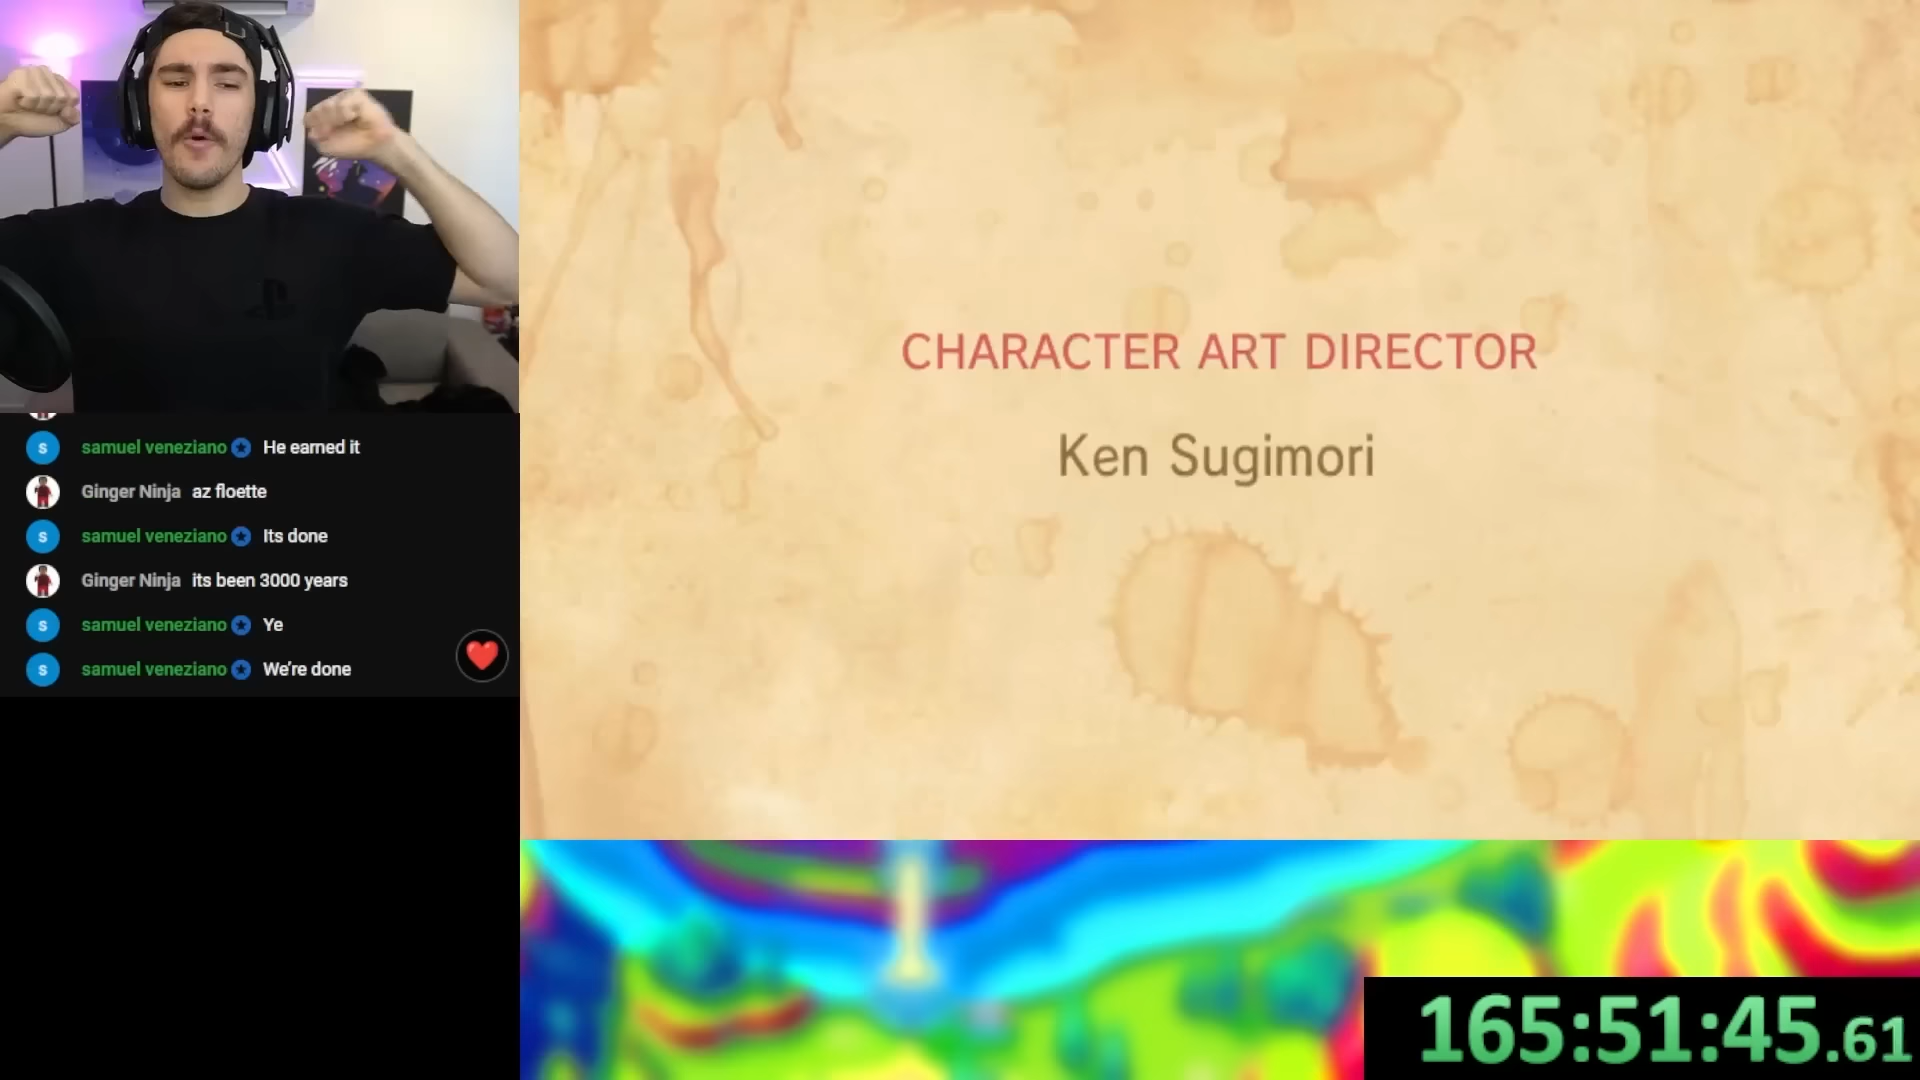 samuel veneziano He earned it
Ginger Ninja az floette
samuel veneziano Its done
Ginger Ninja its been 3000 years
samuel veneziano Ye
samuel veneziano We're done
CHARACTER ART DIRECTOR
Ken Sugimori
165:51:45.61